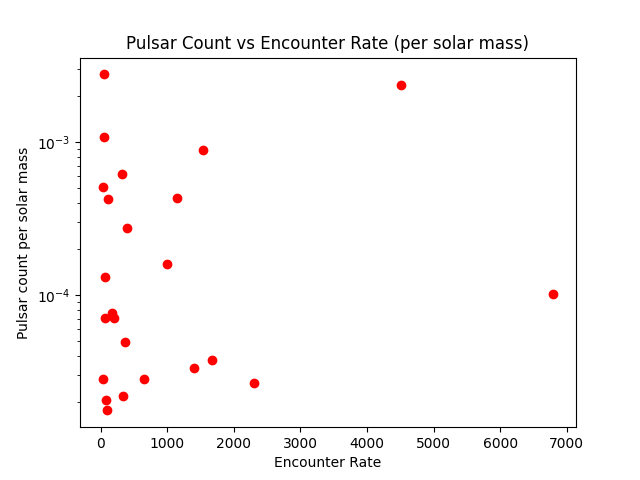 Pulsar Count vs Encounter Rate (per solar mass)
Pulsar count per solar mass
10⁻³
10⁻⁴
0 1000 2000 3000 4000 5000 6000 7000
Encounter Rate